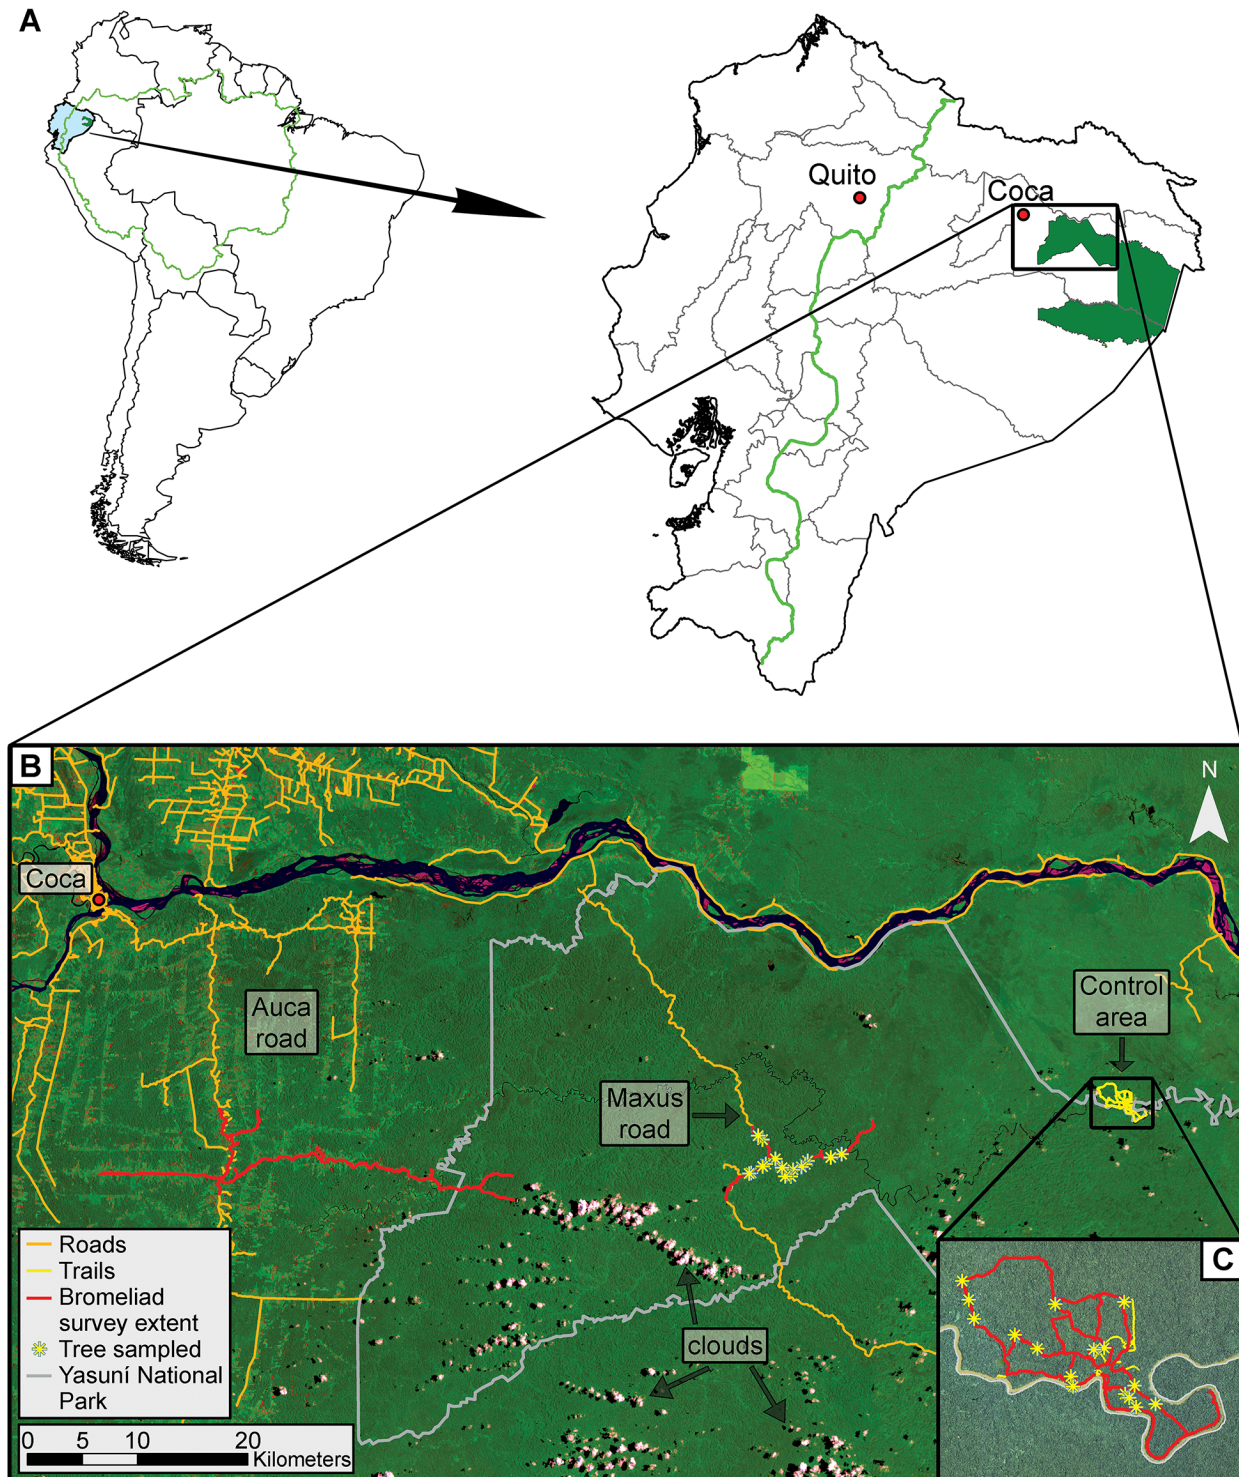 A
Quito
Coca
B
N
Coca
Auca
road
Control
area
Maxus
road
clouds
Roads
Trails
Bromeliad
survey extent
Tree sampled
Yasuní National
Park
0 5 10 20
Kilometers
C